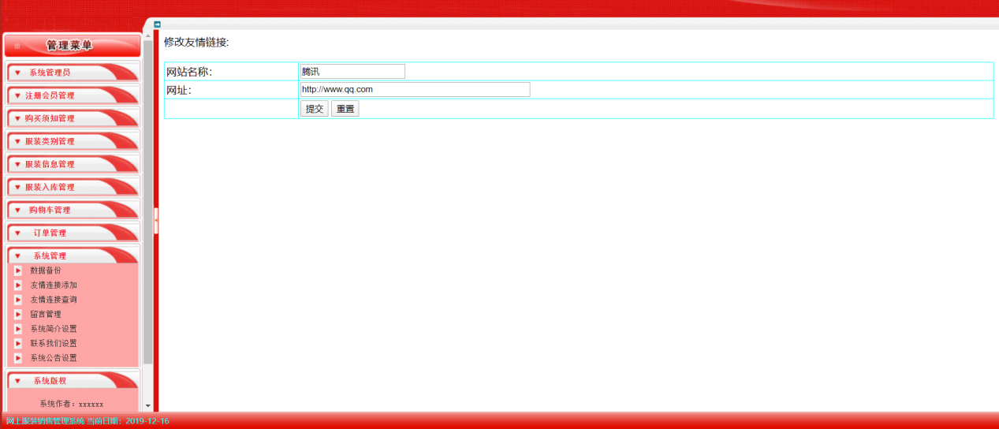 管理菜单
系统管理员
注册会员管理
购买须知管理
服装类别管理
服装信息管理
服装入库管理
购物车管理
订单管理
系统管理
数据备份
友情连接添加
友情连接查询
留言管理
系统简介设置
联系我们设置
系统公告设置
系统版权
系统作者：xxxxxx
修改友情链接:
网站名称： 腾讯
网址： http://www.qq.com
提交 重置
网上服装销售管理系统 当前日期：2019-12-16